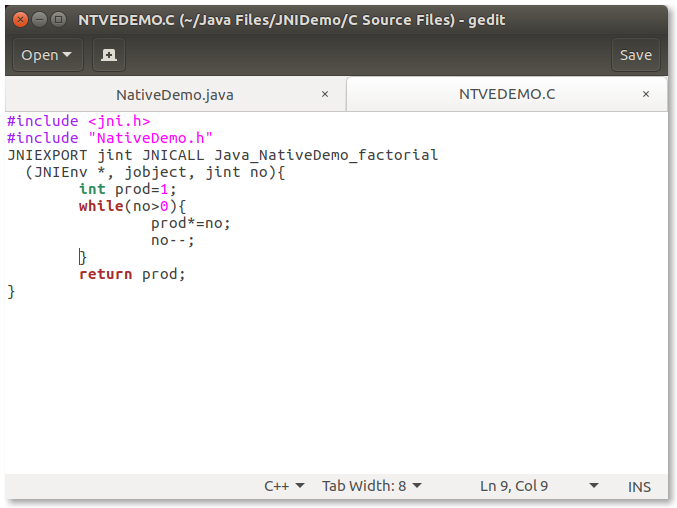 NTVEDEMO.C (~/Java Files/JNIDemo/C Source Files) - gedit
Open Save
NativeDemo.java × NTVEDEMO.C ×
#include <jni.h>
#include "NativeDemo.h"
JNIEXPORT jint JNICALL Java_NativeDemo_factorial
  (JNIEnv *, jobject, jint no){
        int prod=1;
        while(no>0){
                prod*=no;
                no--;
        }
        return prod;
}
C++ Tab Width: 8 Ln 9, Col 9 INS